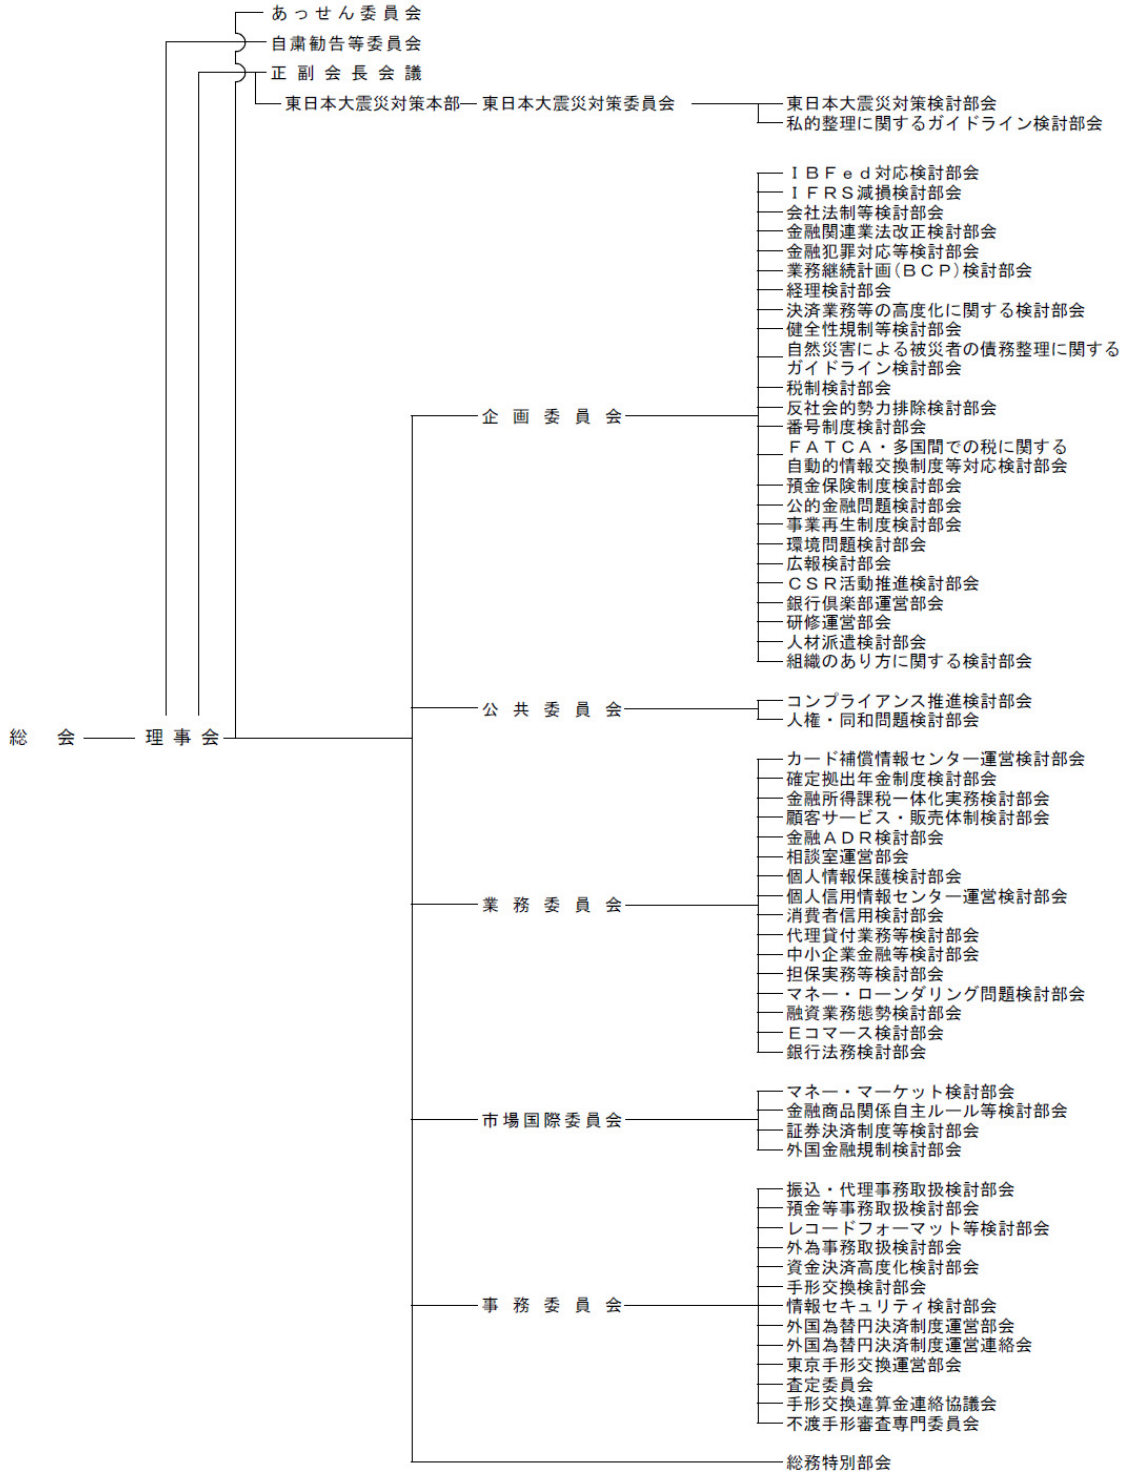 あっせん委員会
自粛勧告等委員会
正副会長会議
東日本大震災対策本部 東日本大震災対策委員会 東日本大震災対策検討部会
私的整理に関するガイドライン検討部会
ＩＢＦｅｄ対応検討部会
ＩＦＲＳ減損検討部会
会社法制等検討部会
金融関連業法改正検討部会
金融犯罪対応等検討部会
業務継続計画(ＢＣＰ)検討部会
経理検討部会
決済業務等の高度化に関する検討部会
健全性規制等検討部会
自然災害による被災者の債務整理に関する
ガイドライン検討部会
税制検討部会
反社会的勢力排除検討部会
企画委員会
番号制度検討部会
ＦＡＴＣＡ・多国間での税に関する
自動的情報交換制度等対応検討部会
預金保険制度検討部会
公的金融問題検討部会
事業再生制度検討部会
環境問題検討部会
広報検討部会
ＣＳＲ活動推進検討部会
銀行倶楽部運営部会
研修運営部会
人材派遣検討部会
組織のあり方に関する検討部会
コンプライアンス推進検討部会
公共委員会
人権・同和問題検討部会
総会 理事会
カード補償情報センター運営検討部会
確定拠出年金制度検討部会
金融所得課税一体化実務検討部会
顧客サービス・販売体制検討部会
金融ＡＤＲ検討部会
相談室運営部会
個人情報保護検討部会
個人信用情報センター運営検討部会
業務委員会
消費者信用検討部会
代理貸付業務等検討部会
中小企業金融等検討部会
担保実務等検討部会
マネー・ローンダリング問題検討部会
融資業務態勢検討部会
Ｅコマース検討部会
銀行法務検討部会
マネー・マーケット検討部会
金融商品関係自主ルール等検討部会
市場国際委員会
証券決済制度等検討部会
外国金融規制検討部会
振込・代理事務取扱検討部会
預金等事務取扱検討部会
レコードフォーマット等検討部会
外為事務取扱検討部会
資金決済高度化検討部会
手形交換検討部会
事務委員会 情報セキュリティ検討部会
外国為替円決済制度運営部会
外国為替円決済制度運営連絡会
東京手形交換運営部会
査定委員会
手形交換違算金連絡協議会
不渡手形審査専門委員会
総務特別部会